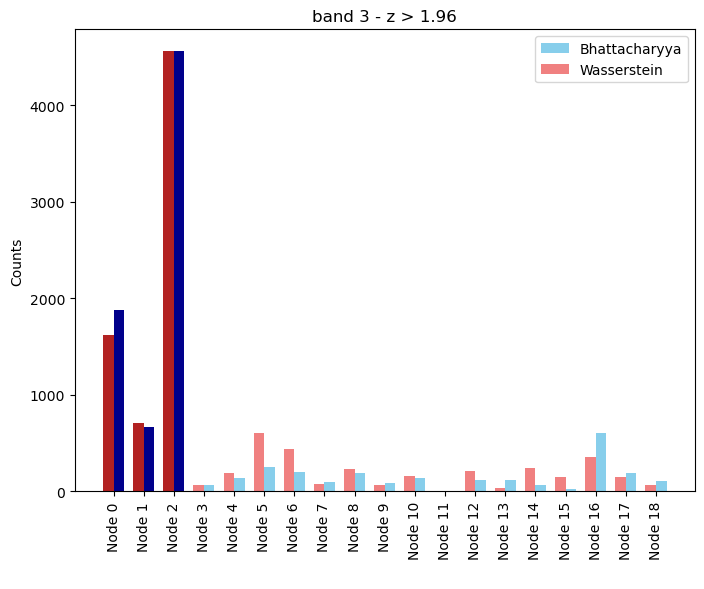 band 3 - z > 1.96
Bhattacharyya
Wasserstein
Counts
4000
3000
2000
1000
0
Node 0
Node 1
Node 2
Node 3
Node 4
Node 5
Node 6
Node 7
Node 8
Node 9
Node 10
Node 11
Node 12
Node 13
Node 14
Node 15
Node 16
Node 17
Node 18